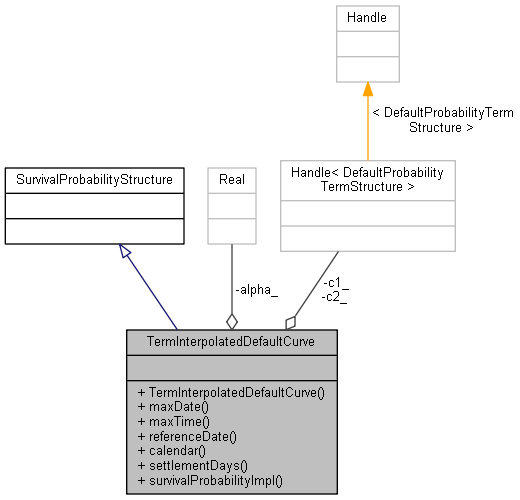 Handle
< DefaultProbabilityTerm
Structure >
SurvivalProbabilityStructure
Real
Handle< DefaultProbability
TermStructure >
-alpha_
-c1_
-c2_
TermInterpolatedDefaultCurve
+ TermInterpolatedDefaultCurve()
+ maxDate()
+ maxTime()
+ referenceDate()
+ calendar()
+ settlementDays()
+ survivalProbabilityImpl()